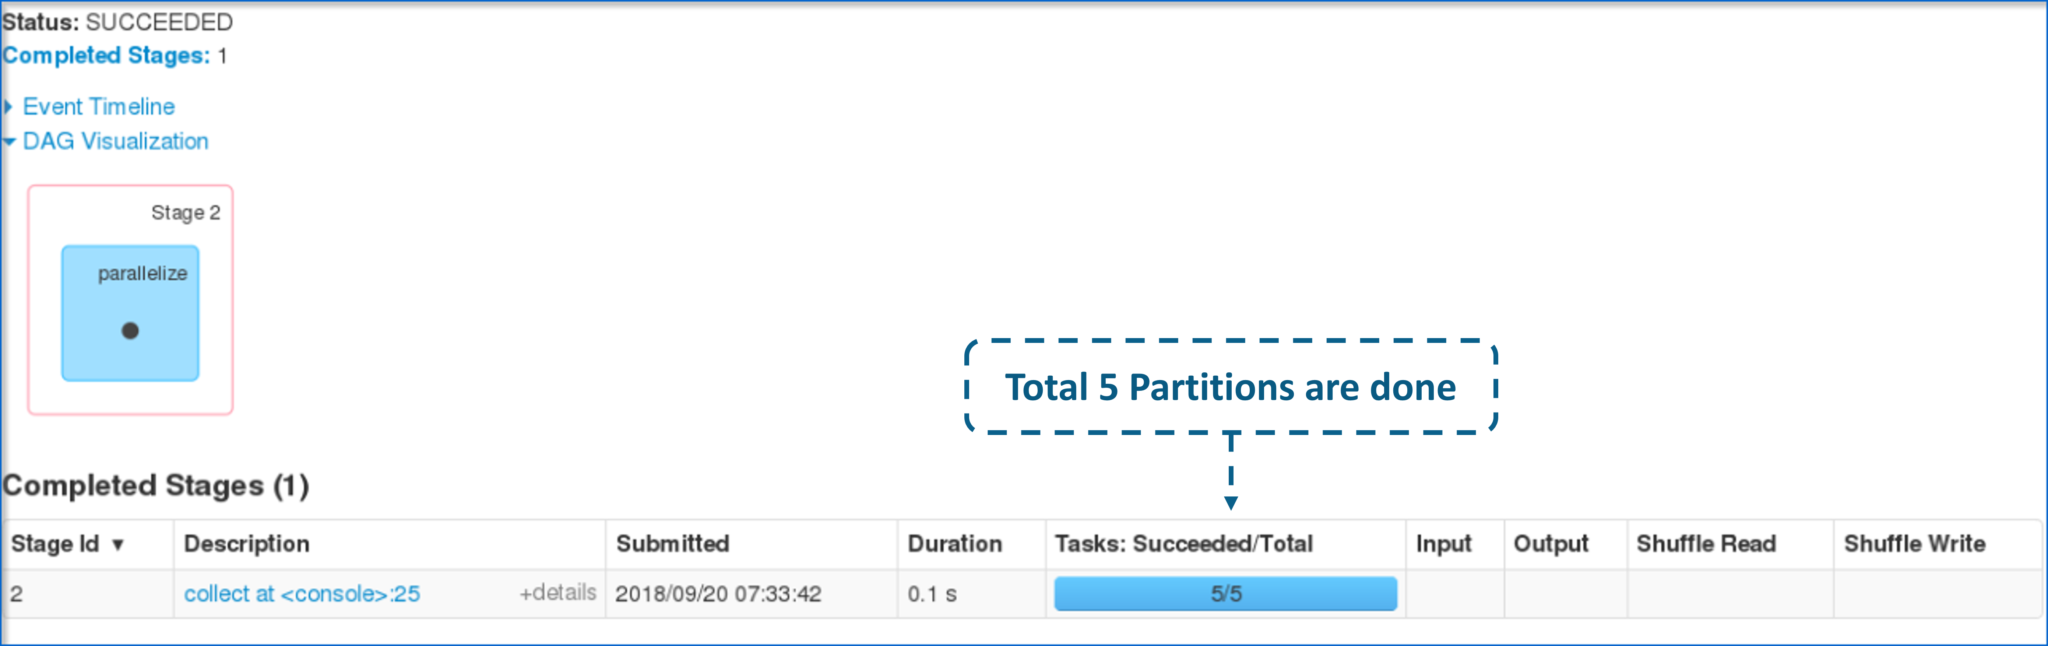 Status: SUCCEEDED
Completed Stages: 1
Event Timeline
DAG Visualization
Stage 2
parallelize
Total 5 Partitions are done
Completed Stages (1)
Stage Id ▾ Description Submitted Duration Tasks: Succeeded/Total Input Output Shuffle Read Shuffle Write
2 collect at <console>:25 +details 2018/09/20 07:33:42 0.1 s 5/5